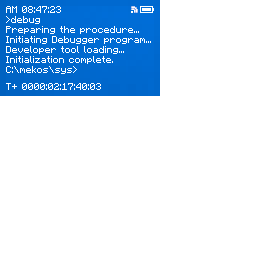 AM 08:47:23
>debug
Preparing the procedure...
Initiating Debugger program...
Developer tool loading...
Initialization complete.
C:\mekos\sys>
T+ 0000:02:17:40:03